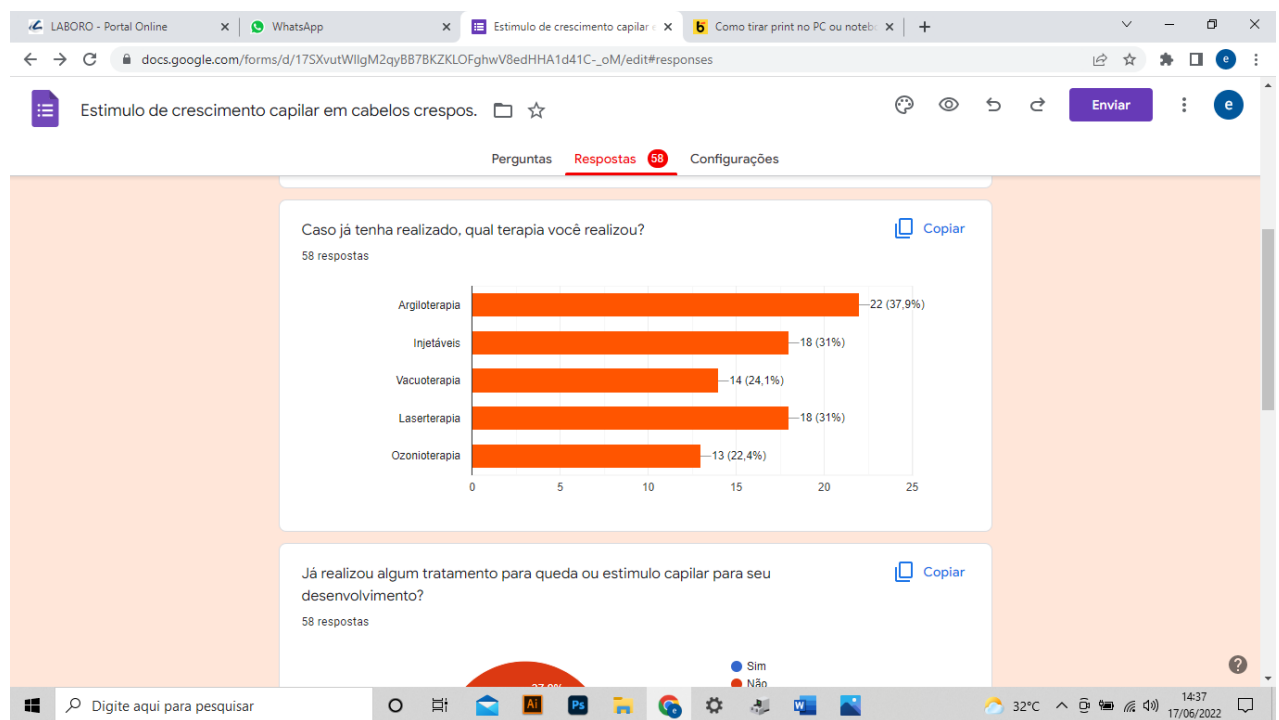 LABORO - Portal Online
WhatsApp
Estimulo de crescimento capilar e
Como tirar print no PC ou noteb
docs.google.com/forms/d/17SXvutWIlgM2qyBB7BKZKLOFghwV8edHHA1d41C-_oM/edit#responses
e
Estimulo de crescimento capilar em cabelos crespos.
Enviar
e
Perguntas Respostas 58 Configurações
Caso já tenha realizado, qual terapia você realizou?
Copiar
58 respostas
Argiloterapia 22 (37,9%)
Injetáveis 18 (31%)
Vacuoterapia 14 (24,1%)
Laserterapia 18 (31%)
Ozonioterapia 13 (22,4%)
0 5 10 15 20 25
Já realizou algum tratamento para queda ou estimulo capilar para seu
desenvolvimento?
Copiar
58 respostas
Sim
Não
Digite aqui para pesquisar
Ai
Ps
32°C
14:37
17/06/2022